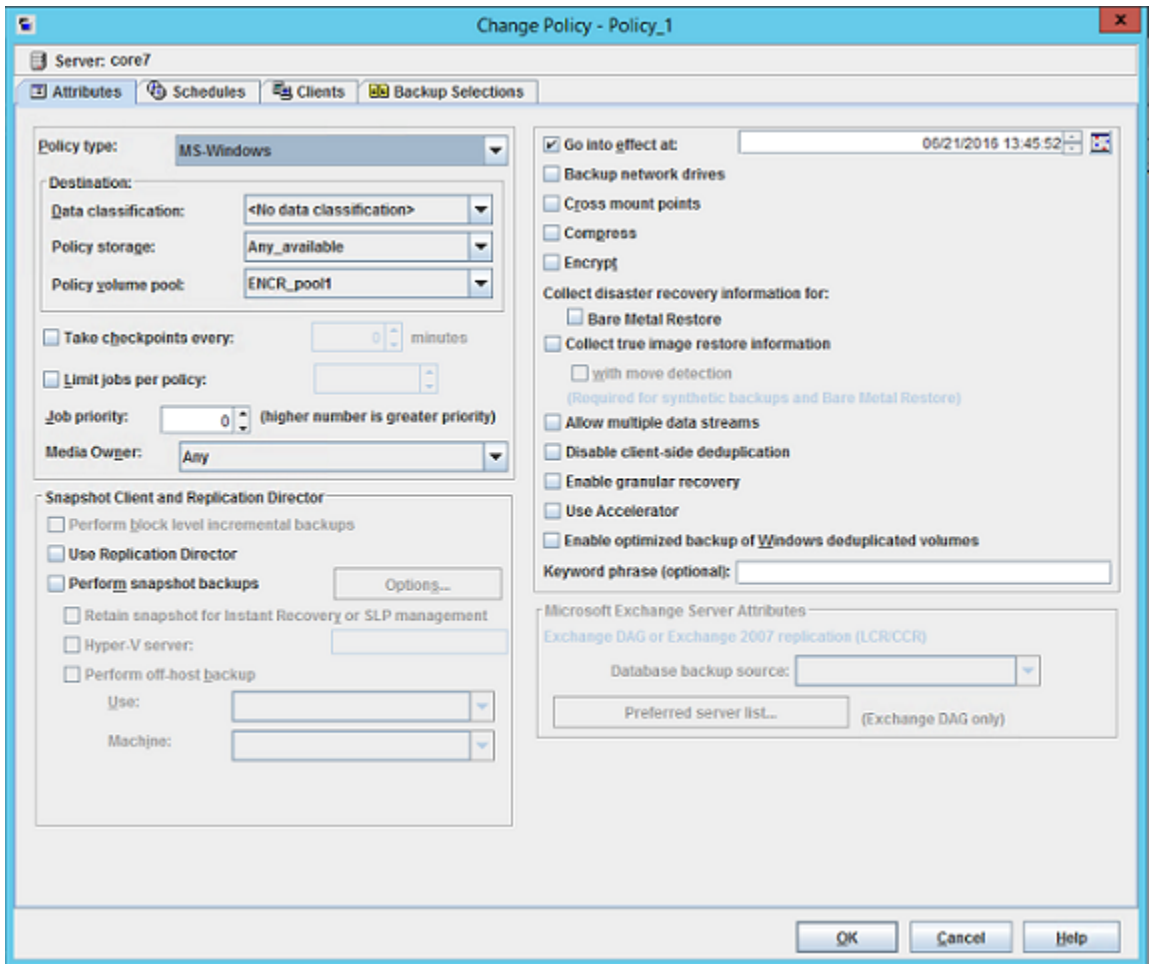 Change Policy - Policy_1
x
Server: core7
Attributes
Schedules
Clients
Backup Selections
Policy type:
MS-Windows
Destination:
Data classification:
<No data classification>
Policy storage:
Any_available
Policy volume pool:
ENCR_pool1
Take checkpoints every:
0
minutes
Limit jobs per policy:
Job priority:
0
(higher number is greater priority)
Media Owner:
Any
Snapshot Client and Replication Director
Perform block level incremental backups
Use Replication Director
Perform snapshot backups
Options...
Retain snapshot for Instant Recovery or SLP management
Hyper-V server:
Perform off-host backup
Use:
Machine:
Go into effect at:
06/21/2016 13:45:52
Backup network drives
Cross mount points
Compress
Encrypt
Collect disaster recovery information for:
Bare Metal Restore
Collect true image restore information
with move detection
(Required for synthetic backups and Bare Metal Restore)
Allow multiple data streams
Disable client-side deduplication
Enable granular recovery
Use Accelerator
Enable optimized backup of Windows deduplicated volumes
Keyword phrase (optional):
Microsoft Exchange Server Attributes
Exchange DAG or Exchange 2007 replication (LCR/CCR)
Database backup source:
Preferred server list...
(Exchange DAG only)
OK
Cancel
Help